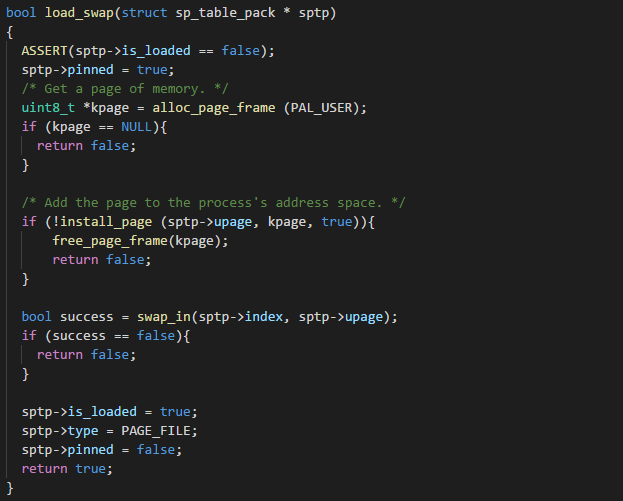 bool load_swap(struct sp_table_pack * sptp)
{
  ASSERT(sptp->is_loaded == false);
  sptp->pinned = true;
  /* Get a page of memory. */
  uint8_t *kpage = alloc_page_frame (PAL_USER);
  if (kpage == NULL){
    return false;
  }

  /* Add the page to the process's address space. */
  if (!install_page (sptp->upage, kpage, true)){
      free_page_frame(kpage);
      return false;
  }

  bool success = swap_in(sptp->index, sptp->upage);
  if (success == false){
    return false;
  }

  sptp->is_loaded = true;
  sptp->type = PAGE_FILE;
  sptp->pinned = false;
  return true;
}